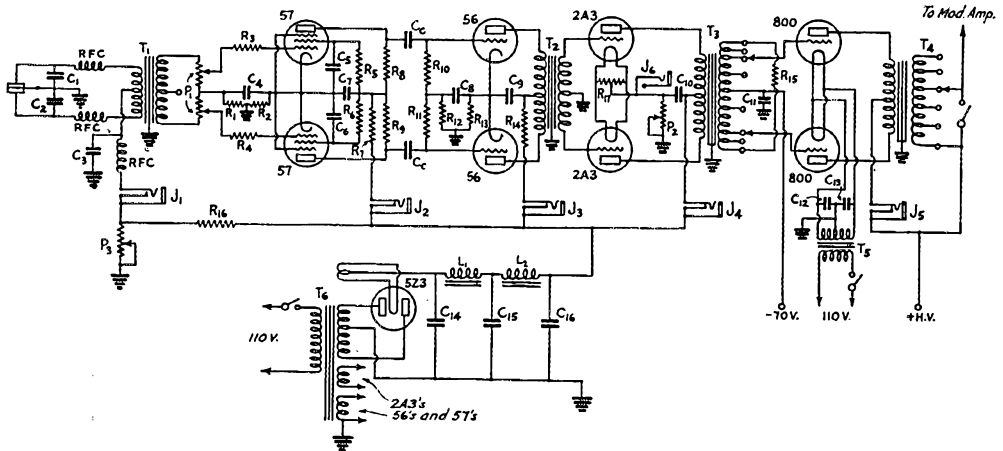 57
56
2A3
800
To Mod. Amp.
RFC
T1
R3
Cc
T2
T3
T4
C1
C5
R5
R8
R10
J6
C10
R15
P1
C4
C7
C8
C9
R17
C2
R1
R2
R6
R11
R12
R13
R14
P2
C11
RFC
R4
C6
R7
R9
Cc
C3
RFC
57
56
2A3
800
C13
C12
J1
J2
J3
J4
J5
R16
T5
P3
L1
L2
5Z3
T6
-70V.
110V.
+H.V.
110V.
C14
C15
C16
2A3's
56's and 57's